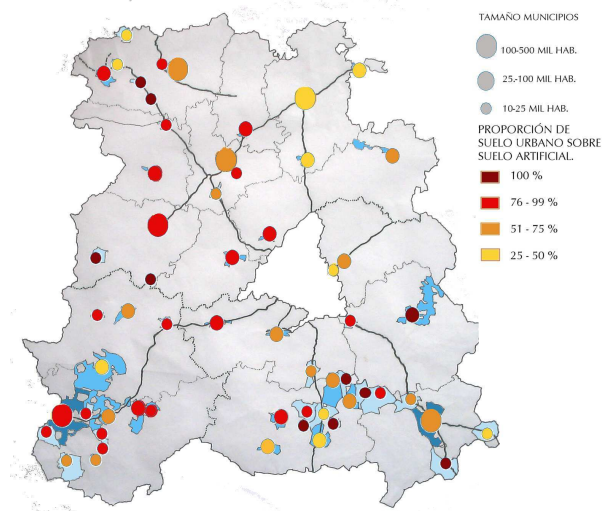 TAMAÑO MUNICIPIOS
100-500 MIL HAB.
25.-100 MIL HAB.
10-25 MIL HAB.
PROPORCIÓN DE
SUELO URBANO SOBRE
SUELO ARTIFICIAL.
100 %
76 - 99 %
51 - 75 %
25 - 50 %